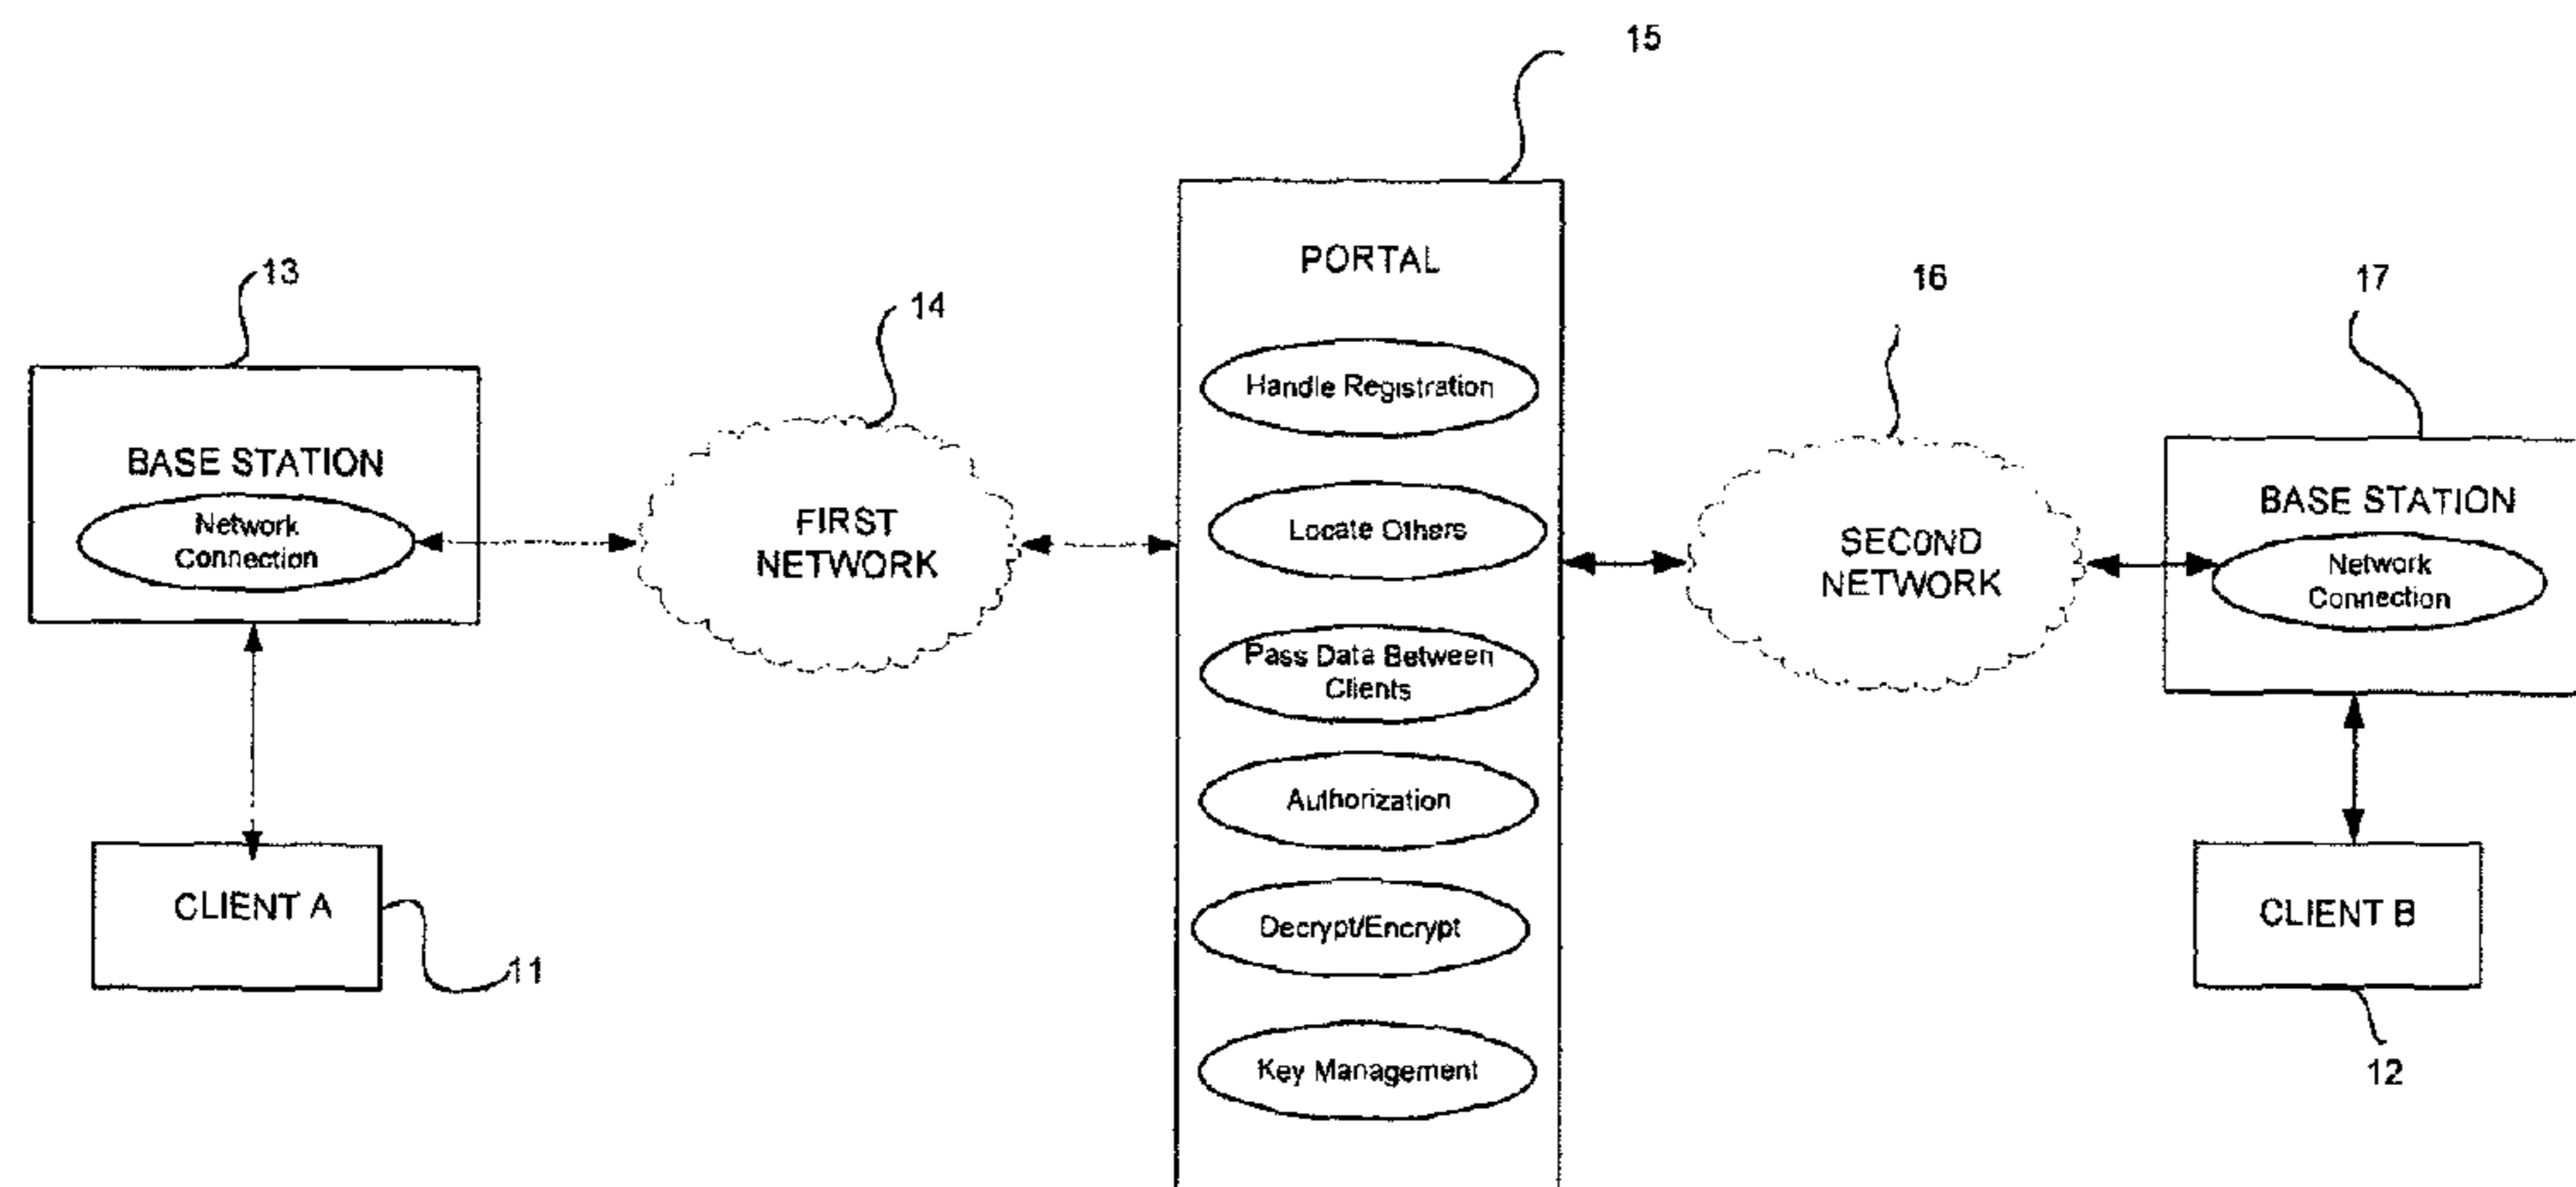 15
13
14
16
17
PORTAL
Handle Registration
Locate Others
Pass Data Between
Clients
Authorization
Decrypt/Encrypt
Key Management
BASE STATION
Network
Connection
FIRST
NETWORK
SECOND
NETWORK
BASE STATION
Network
Connection
CLIENT A
11
CLIENT B
12